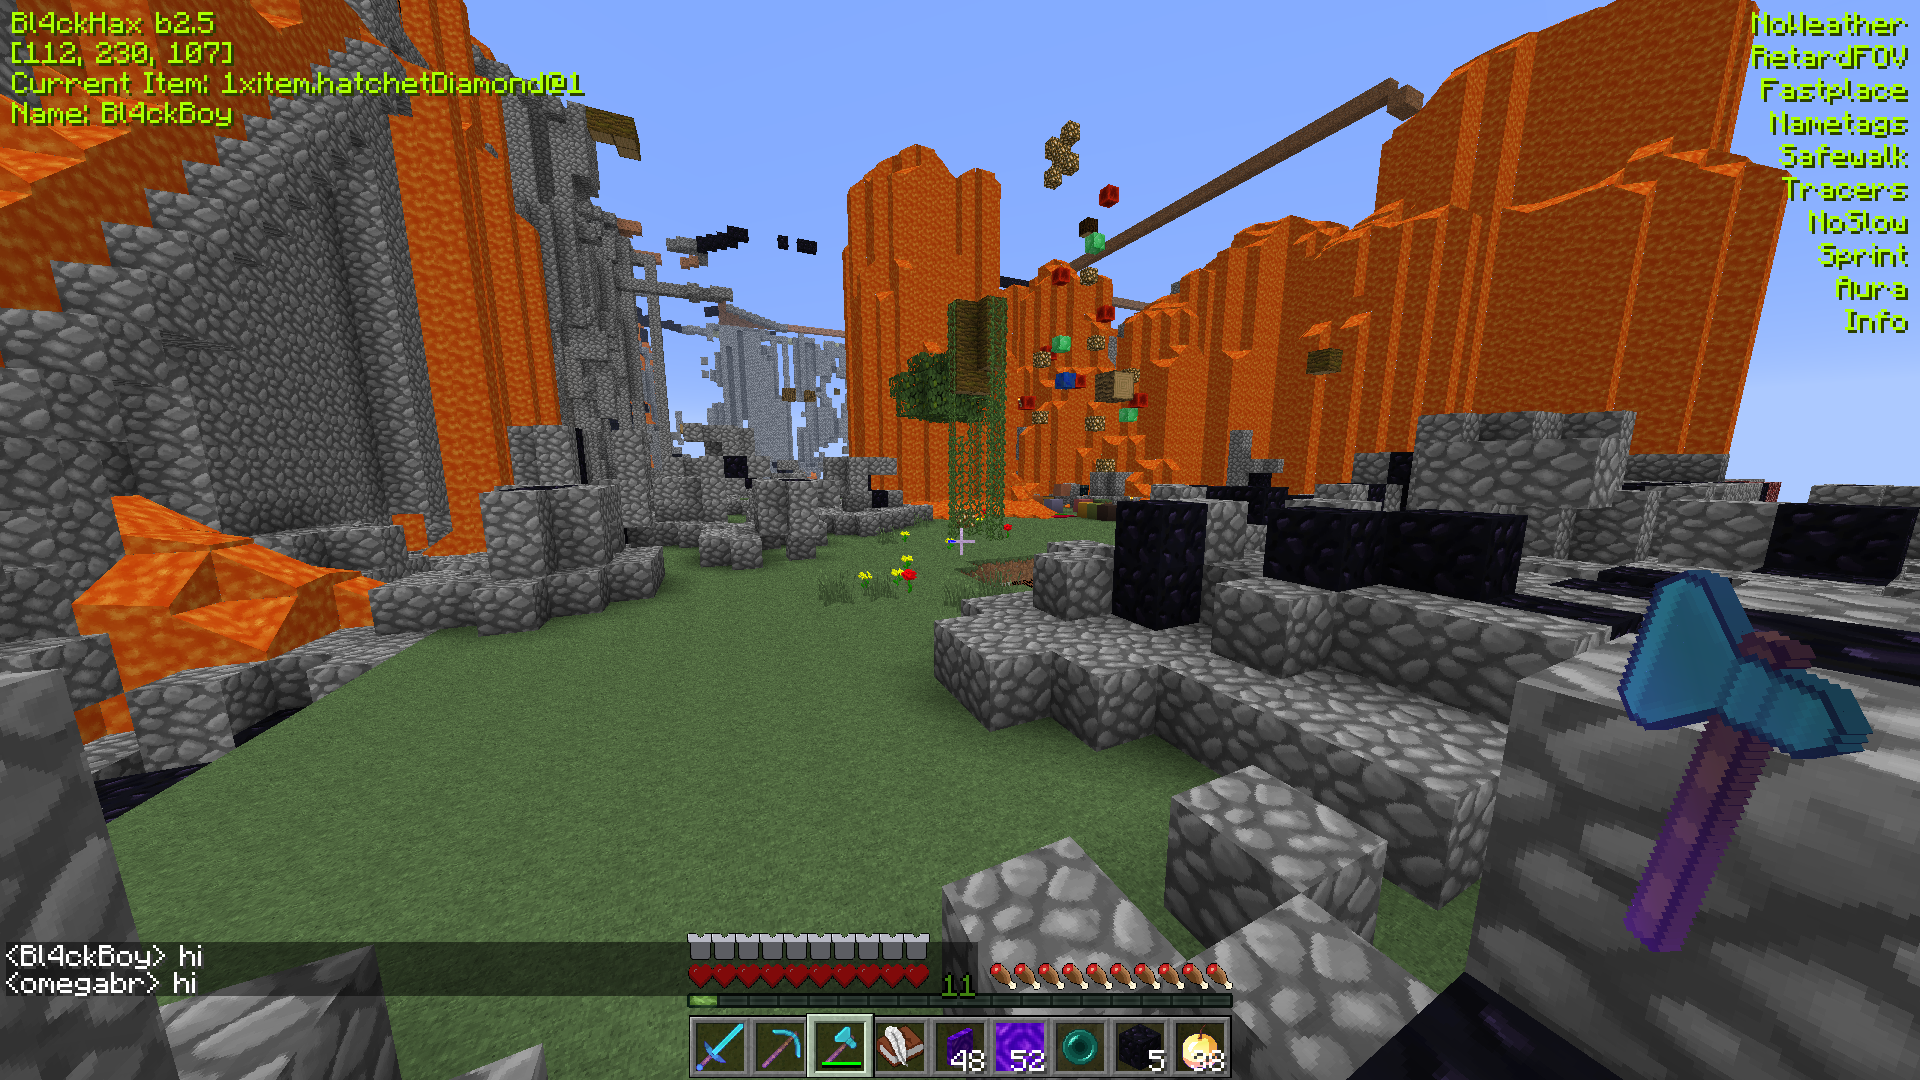 Bl4ckHax b2.5
[112, 230, 107]
Current Item: 1xitem.hatchetDiamond@1
Name: Bl4ckBoy
NoWeather
RetardFOV
Fastplace
Nametags
Safewalk
Tracers
NoSlow
Sprint
Aura
Info
<Bl4ckBoy> hi
<omegabr> hi
11
48
52
5
38